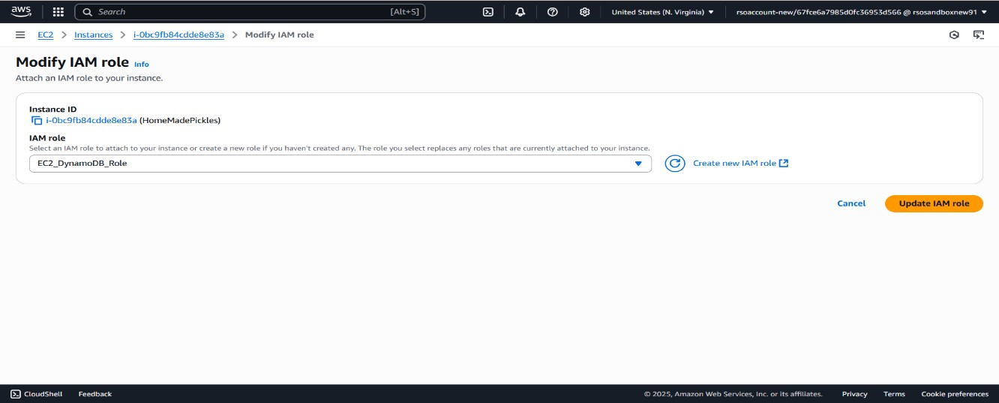 aws
Search [Alt+S]
United States (N. Virginia)
rsoaccount-new/67fce6a7985d0fc36953d566 @ rsosandboxnew91
EC2 > Instances > i-0bc9fb84cdde8e83a > Modify IAM role
Modify IAM role Info
Attach an IAM role to your instance.
Instance ID
i-0bc9fb84cdde8e83a (HomeMadePickles)
IAM role
Select an IAM role to attach to your instance or create a new role if you haven't created any. The role you select replaces any roles that are currently attached to your instance.
EC2_DynamoDB_Role
Create new IAM role
Cancel
Update IAM role
CloudShell
Feedback
© 2025, Amazon Web Services, Inc. or its affiliates.
Privacy
Terms
Cookie preferences